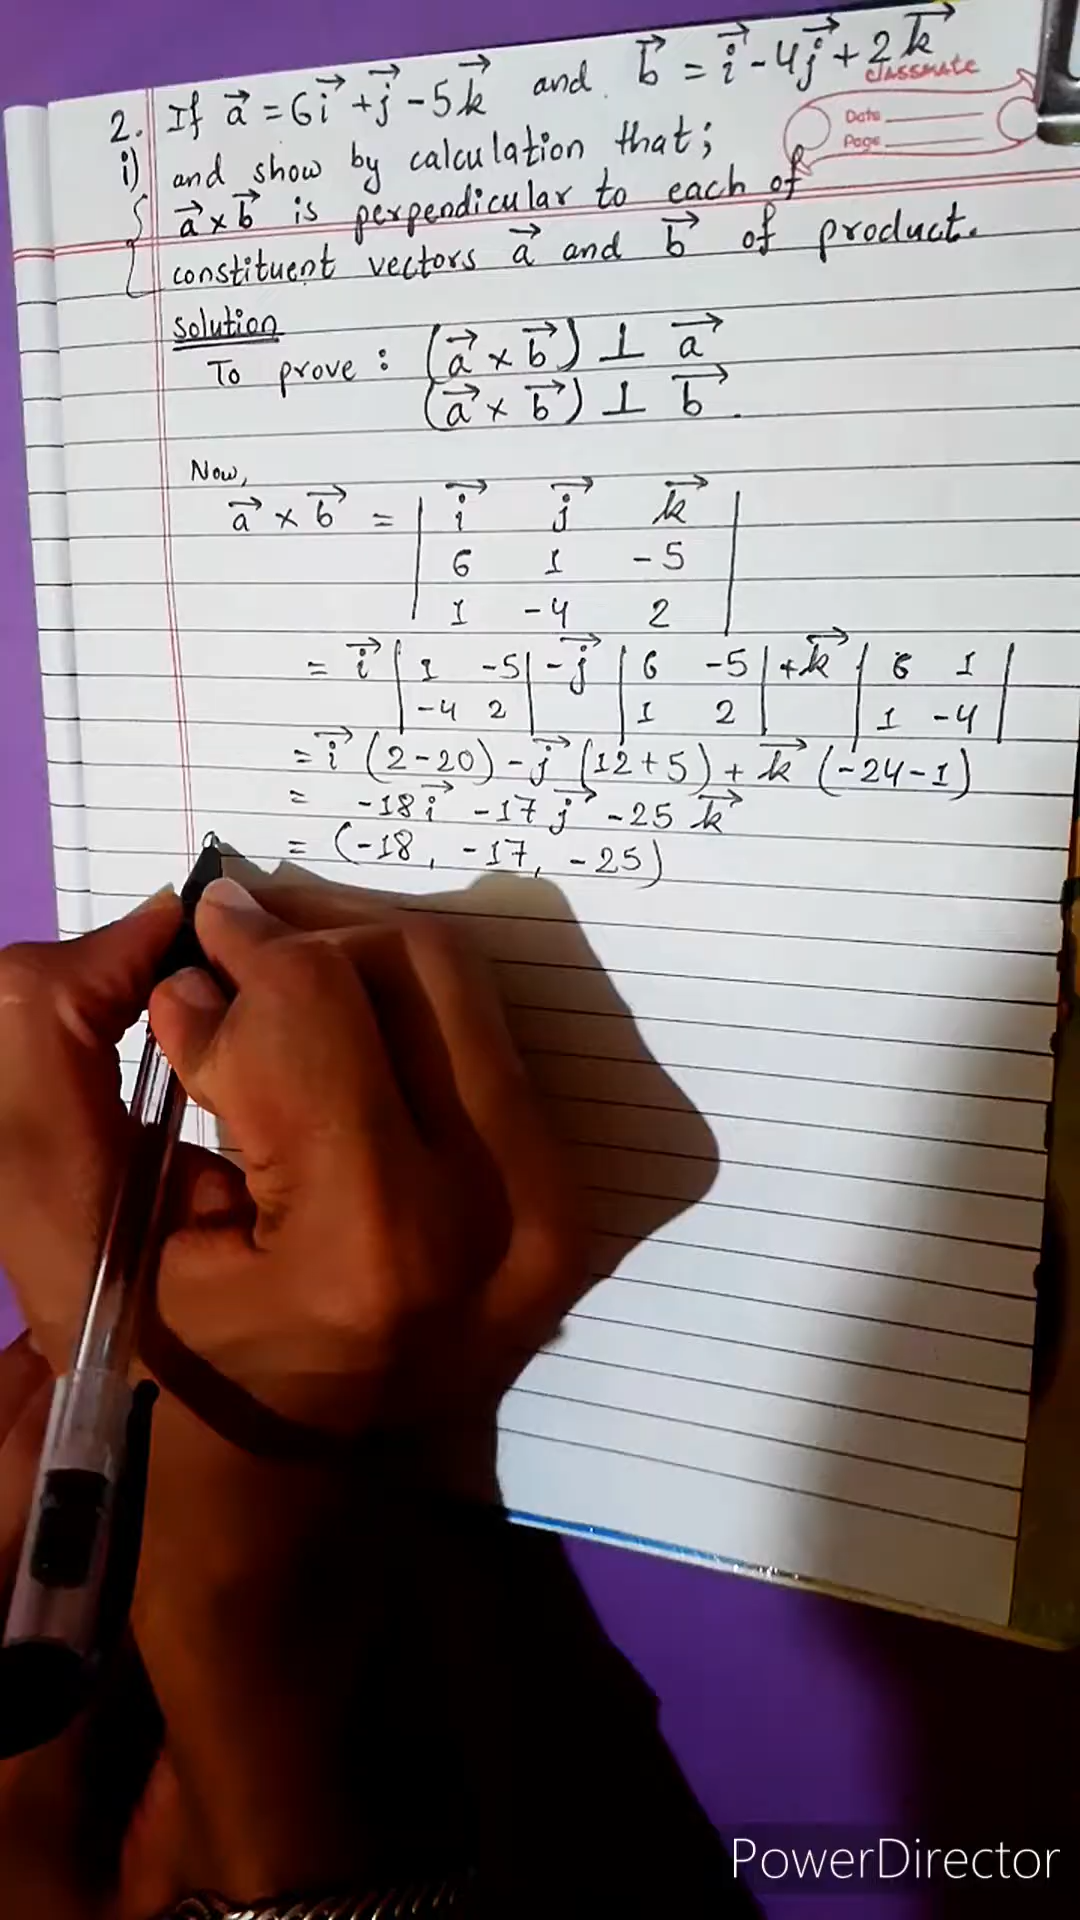 2. If a⃗ = 6i⃗ + j⃗ - 5k⃗ and b⃗ = i⃗ - 4j⃗ + 2k⃗
classmate
Date
Page
i) and show by calculation that;
a⃗ x b⃗ is perpendicular to each of
constituent vectors a⃗ and b⃗ of product.
solution
To prove : (a⃗ x b⃗) ⊥ a⃗
(a⃗ x b⃗) ⊥ b⃗.
Now,
a⃗ x b⃗ = | i⃗ j⃗ k⃗ |
| 6 1 -5 |
| 1 -4 2 |
= i⃗ | 1 -5 | - j⃗ | 6 -5 | + k⃗ | 6 1 |
| -4 2 | | 1 2 | | 1 -4 |
= i⃗ (2-20) - j⃗ (12+5) + k⃗ (-24-1)
= -18i⃗ -17j⃗ -25k⃗
= (-18, -17, -25)
PowerDirector